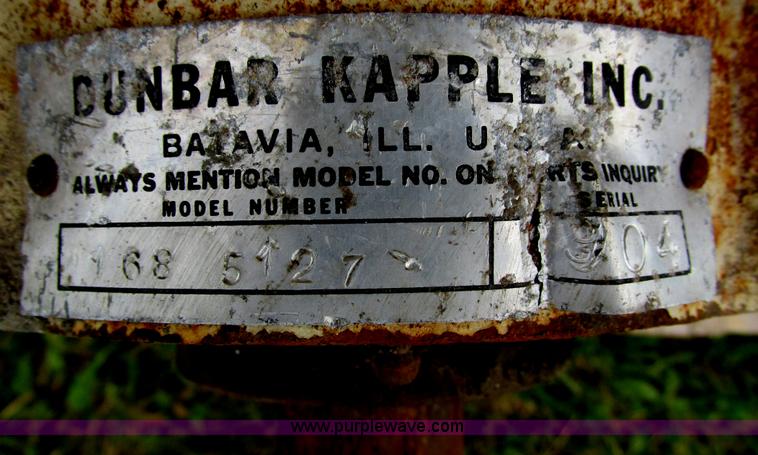 DUNBAR KAPPLE INC.
BATAVIA, ILL. U.S.A.
ALWAYS MENTION MODEL NO. ON PARTS INQUIRY
MODEL NUMBER SERIAL
168 5127 904
www.purplewave.com